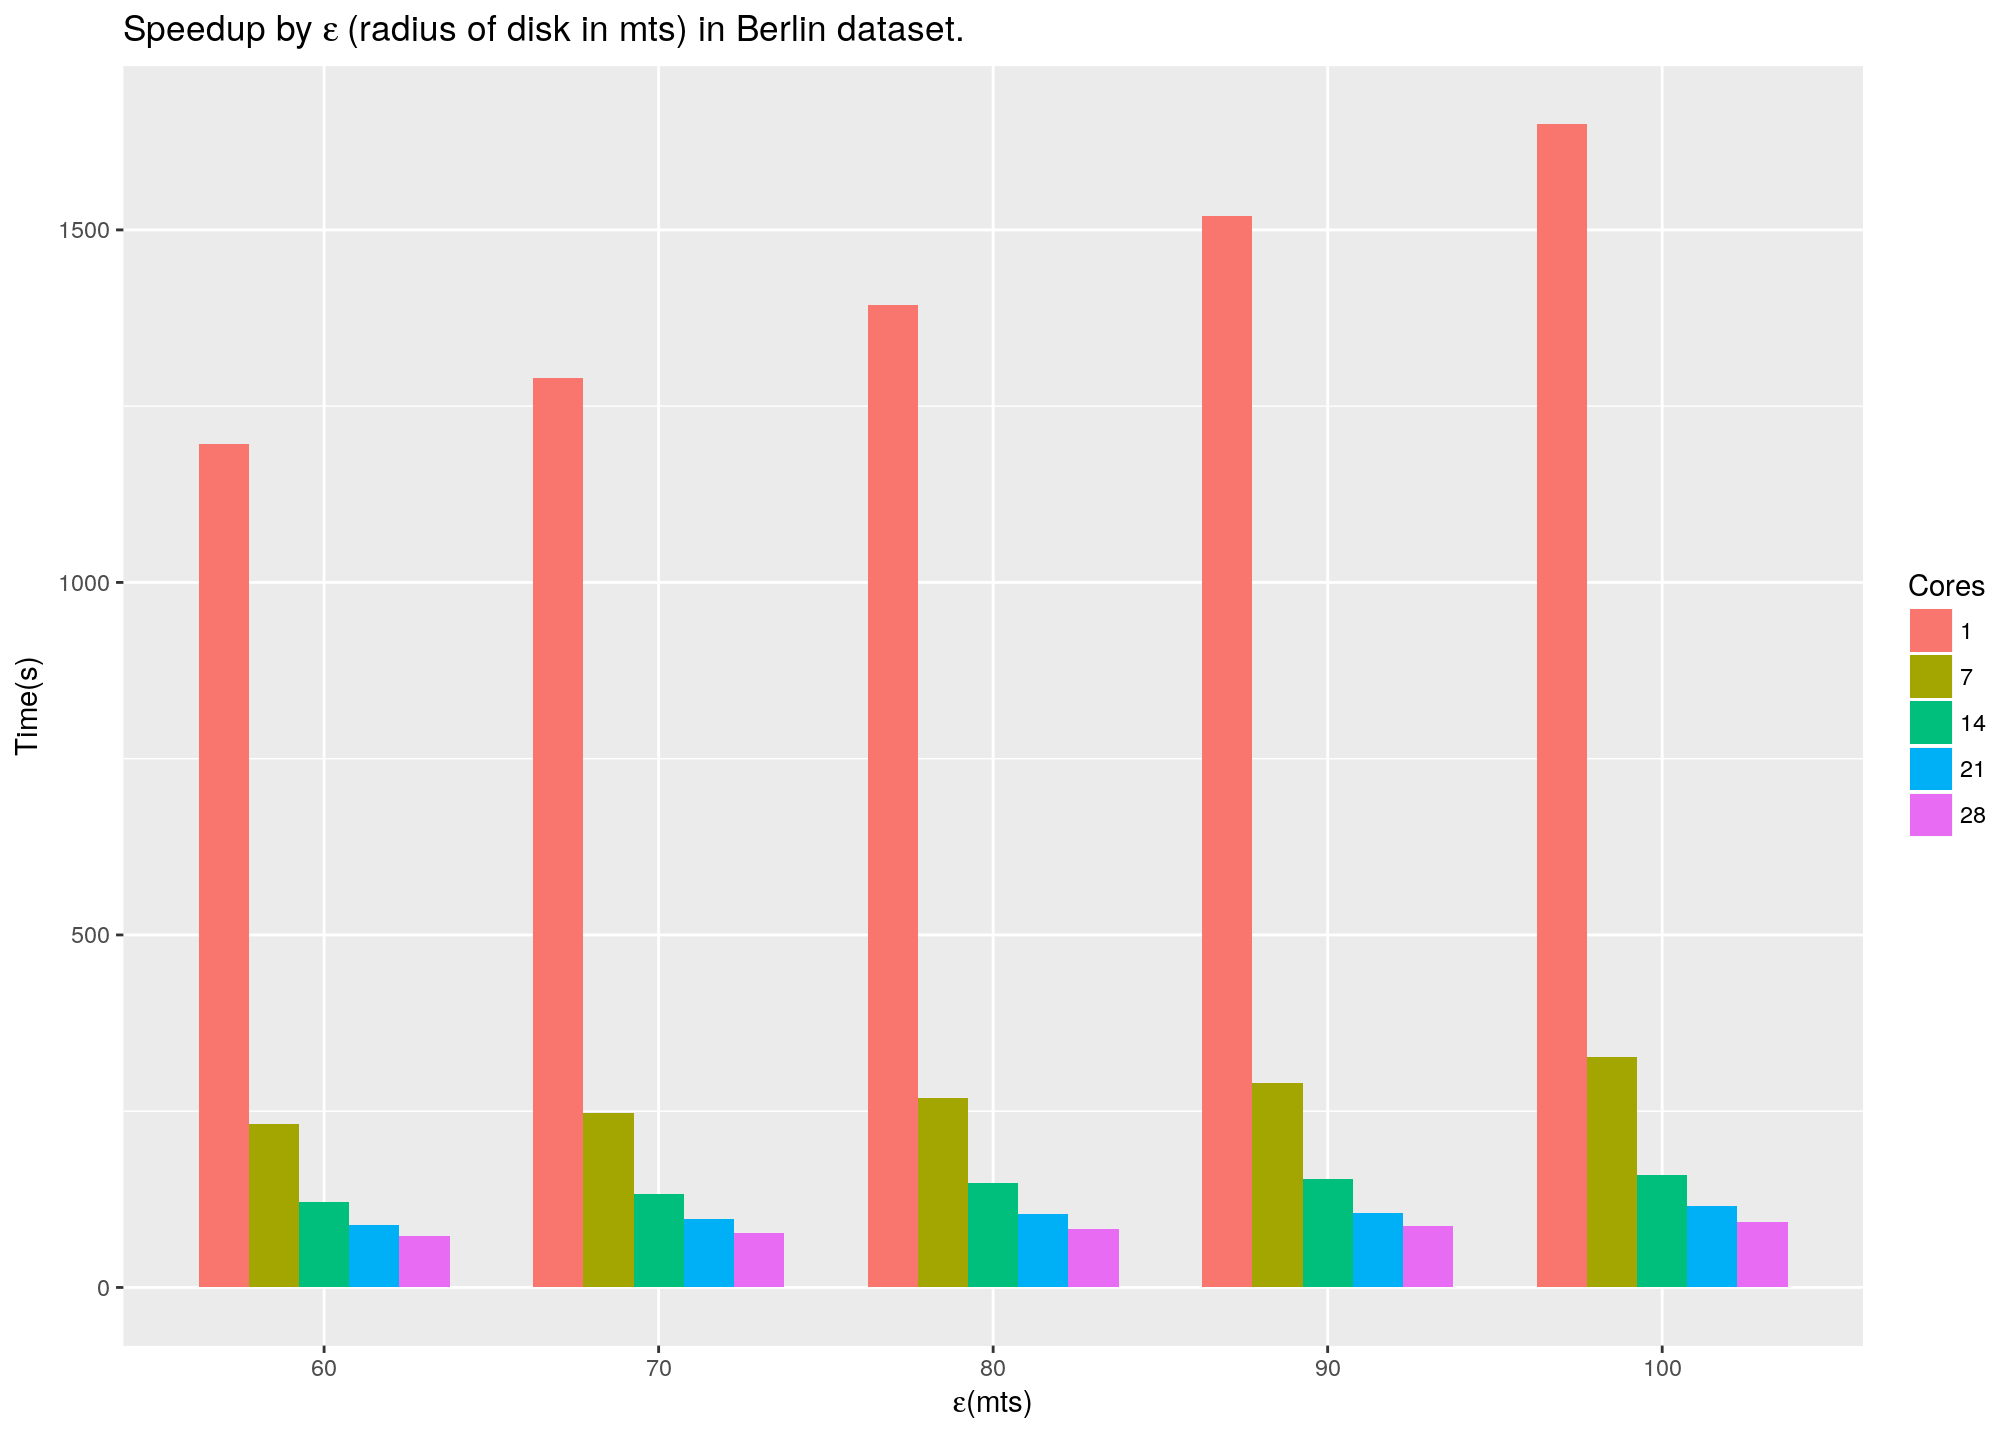 Speedup by ε (radius of disk in mts) in Berlin dataset.
Time(s)
1500
1000
500
0
60 70 80 90 100
ε(mts)
Cores
1
7
14
21
28